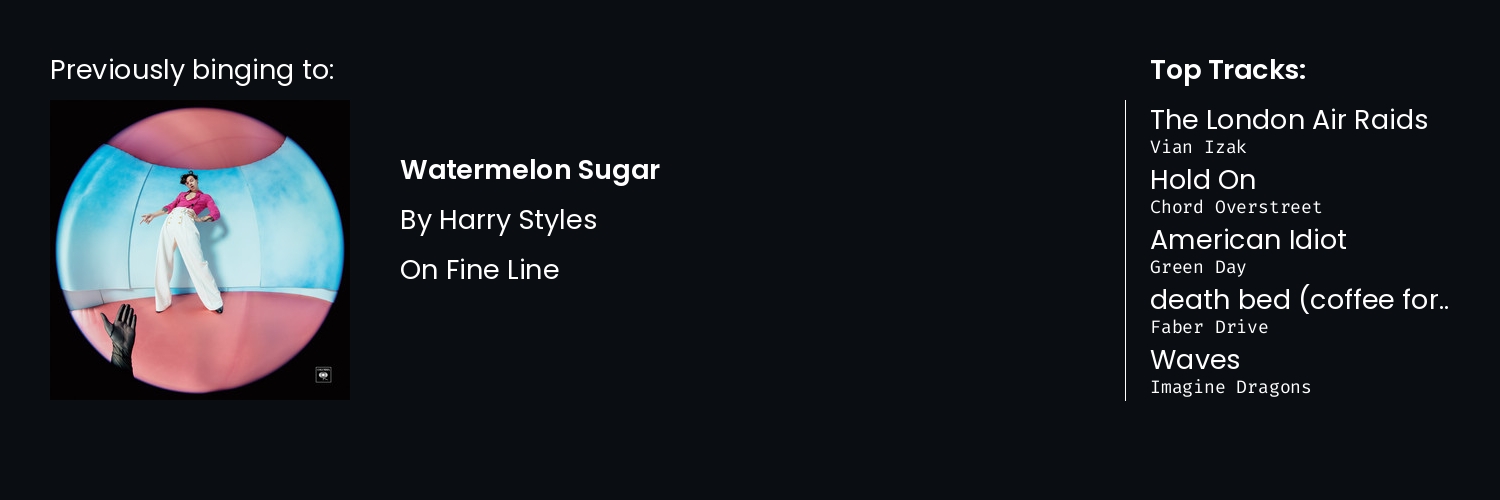 Previously binging to:
Watermelon Sugar
By Harry Styles
On Fine Line
Top Tracks:
The London Air Raids
Vian Izak
Hold On
Chord Overstreet
American Idiot
Green Day
death bed (coffee for..
Faber Drive
Waves
Imagine Dragons